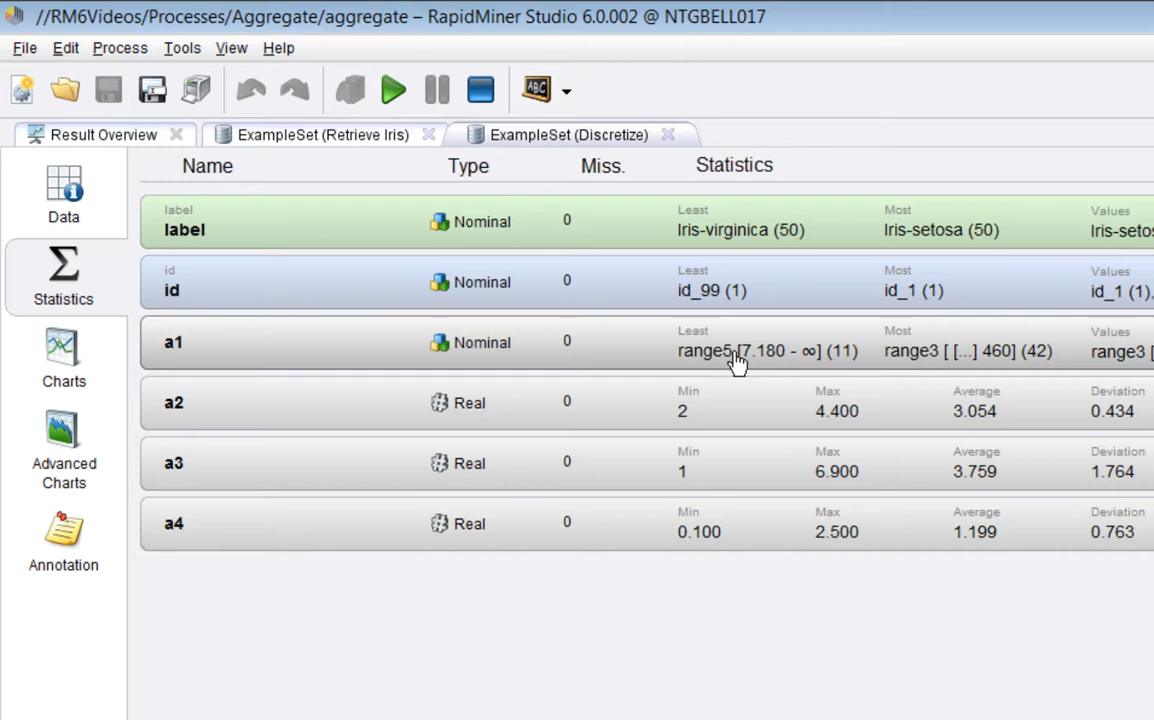 //RM6Videos/Processes/Aggregate/aggregate – RapidMiner Studio 6.0.002 @ NTGBELL017
File Edit Process Tools View Help
ABC
Result Overview ExampleSet (Retrieve Iris) ExampleSet (Discretize)
Name Type Miss. Statistics
Data
Statistics
Charts
Advanced
Charts
Annotation
label Least Most Values
label Nominal 0 Iris-virginica (50) Iris-setosa (50) Iris-setos
id Least Most Values
id Nominal 0 id_99 (1) id_1 (1) id_1 (1),
Least Most Values
a1 Nominal 0 range5 [7.180 - ∞] (11) range3 [ [...] 460] (42) range3 [
Min Max Average Deviation
a2 Real 0 2 4.400 3.054 0.434
Min Max Average Deviation
a3 Real 0 1 6.900 3.759 1.764
Min Max Average Deviation
a4 Real 0 0.100 2.500 1.199 0.763